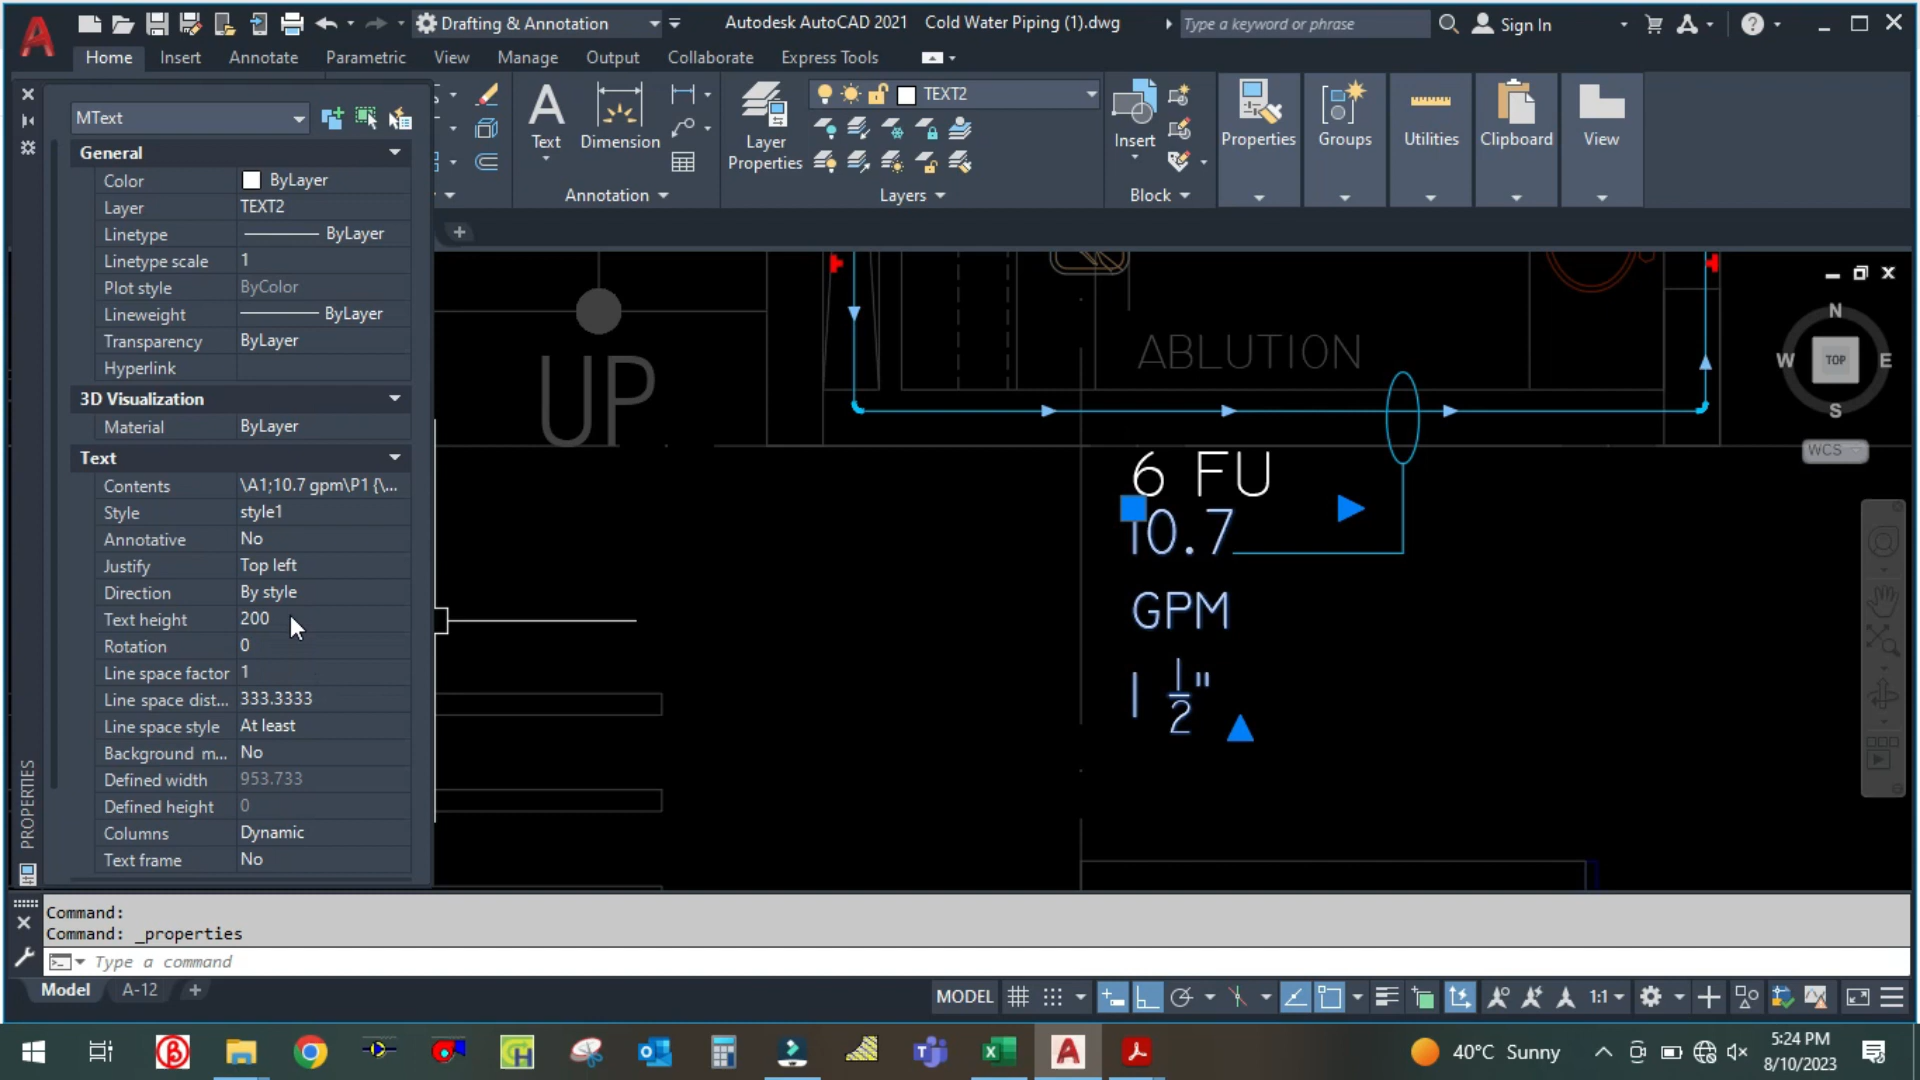 Drafting & Annotation
Autodesk AutoCAD 2021 Cold Water Piping (1).dwg
Type a keyword or phrase
Sign In
Home Insert Annotate Parametric View Manage Output Collaborate Express Tools
MText
General
Color ByLayer
Layer TEXT2
Linetype ByLayer
Linetype scale 1
Plot style ByColor
Lineweight ByLayer
Transparency ByLayer
Hyperlink
3D Visualization
Material ByLayer
Text
Contents \A1;10.7 gpm\P1 {\...
Style style1
Annotative No
Justify Top left
Direction By style
Text height 200
Rotation 0
Line space factor 1
Line space dist... 333.3333
Line space style At least
Background m... No
Defined width 953.733
Defined height 0
Columns Dynamic
Text frame No
PROPERTIES
Text
Dimension
Annotation
Layer Properties
TEXT2
Layers
Insert
Block
Properties
Groups
Utilities
Clipboard
View
UP
ABLUTION
6 FU
10.7
GPM
1 1/2"
N
W TOP E
S
WCS
Command:
Command: _properties
Type a command
Model A-12 +
MODEL 1:1
40°C Sunny
5:24 PM
8/10/2023